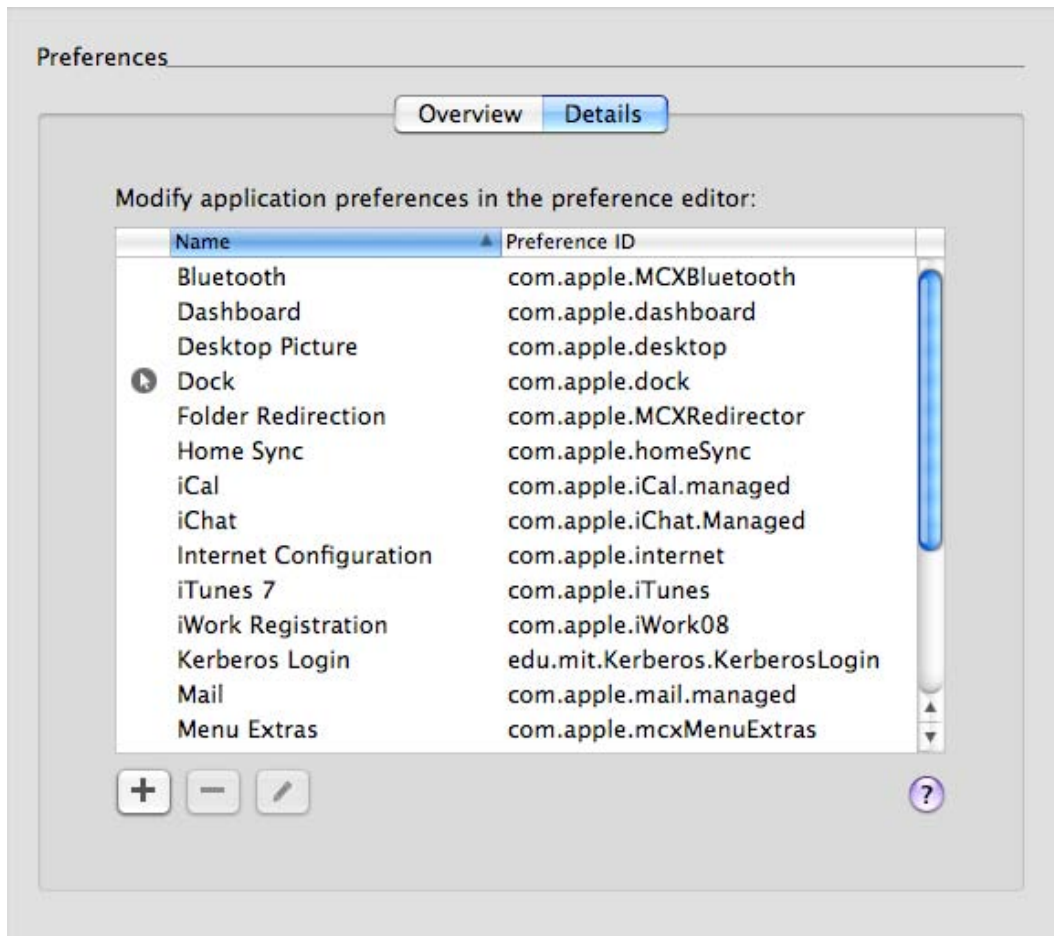 Preferences
Overview Details
Modify application preferences in the preference editor:
Name Preference ID
Bluetooth com.apple.MCXBluetooth
Dashboard com.apple.dashboard
Desktop Picture com.apple.desktop
Dock com.apple.dock
Folder Redirection com.apple.MCXRedirector
Home Sync com.apple.homeSync
iCal com.apple.iCal.managed
iChat com.apple.iChat.Managed
Internet Configuration com.apple.internet
iTunes 7 com.apple.iTunes
iWork Registration com.apple.iWork08
Kerberos Login edu.mit.Kerberos.KerberosLogin
Mail com.apple.mail.managed
Menu Extras com.apple.mcxMenuExtras
+ − ?